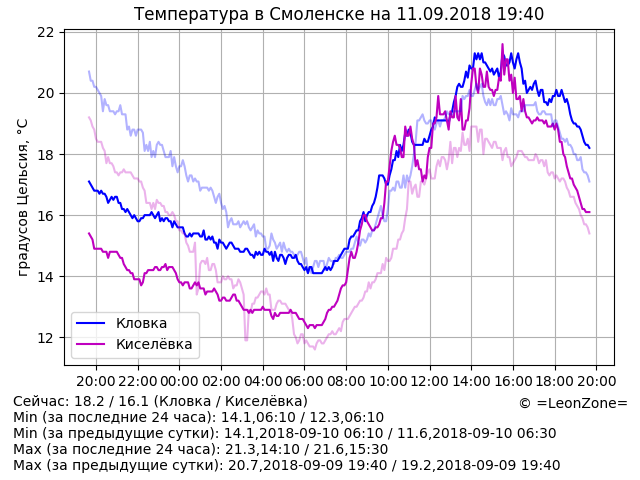 Температура в Смоленске на 11.09.2018 19:40
градусов Цельсия, °C
22
20
18
16
14
12
Кловка
Киселёвка
20:00 22:00 00:00 02:00 04:00 06:00 08:00 10:00 12:00 14:00 16:00 18:00 20:00
Сейчас: 18.2 / 16.1 (Кловка / Киселёвка)
© =LeonZone=
Min (за последние 24 часа): 14.1,06:10 / 12.3,06:10
Min (за предыдущие сутки): 14.1,2018-09-10 06:10 / 11.6,2018-09-10 06:30
Max (за последние 24 часа): 21.3,14:10 / 21.6,15:30
Max (за предыдущие сутки): 20.7,2018-09-09 19:40 / 19.2,2018-09-09 19:40